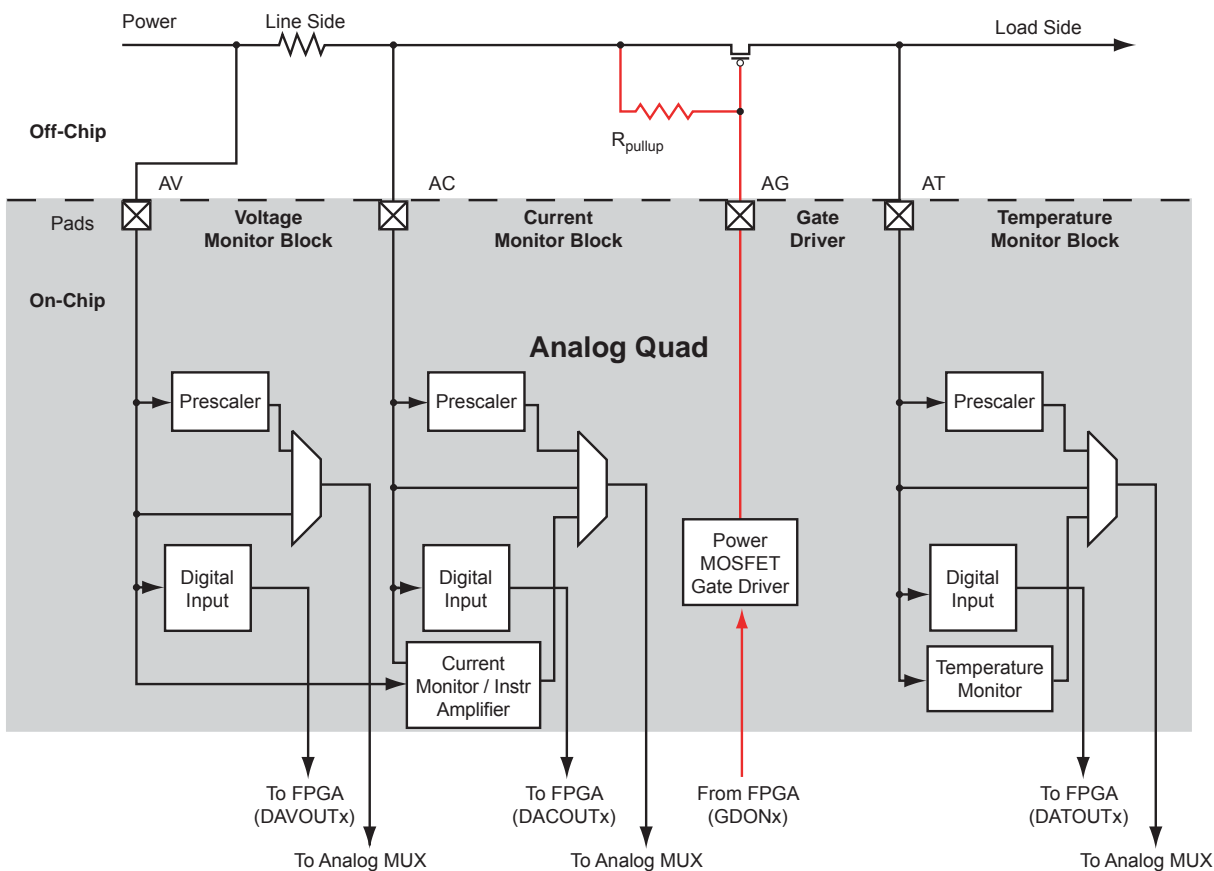 Power
Line Side
Load Side
Off-Chip
Rpullup
AV
AC
AG
AT
Pads
Voltage
Monitor Block
Current
Monitor Block
Gate
Driver
Temperature
Monitor Block
On-Chip
Analog Quad
Prescaler
Prescaler
Prescaler
Digital
Input
Digital
Input
Power
MOSFET
Gate Driver
Digital
Input
Current
Monitor / Instr
Amplifier
Temperature
Monitor
To FPGA
(DAVOUTx)
To FPGA
(DACOUTx)
From FPGA
(GDONx)
To FPGA
(DATOUTx)
To Analog MUX
To Analog MUX
To Analog MUX